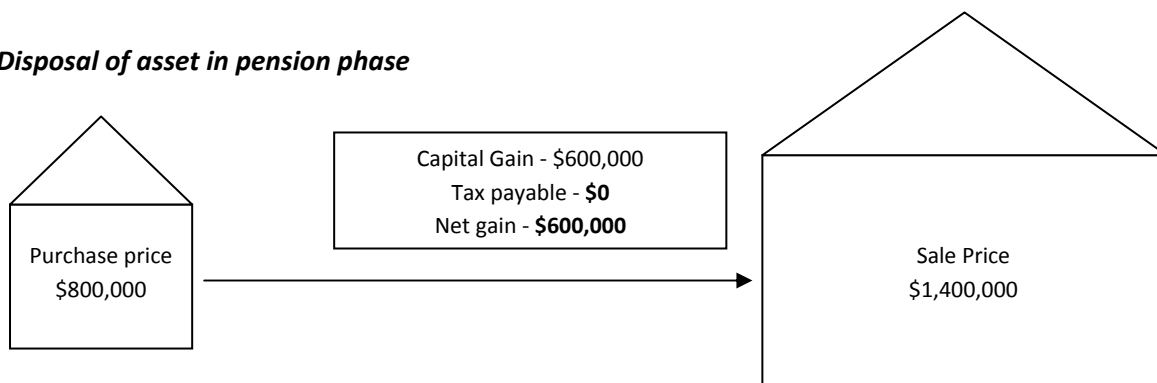 Disposal of asset in pension phase
Capital Gain - $600,000
Tax payable - $0
Net gain - $600,000
Purchase price
$800,000
Sale Price
$1,400,000